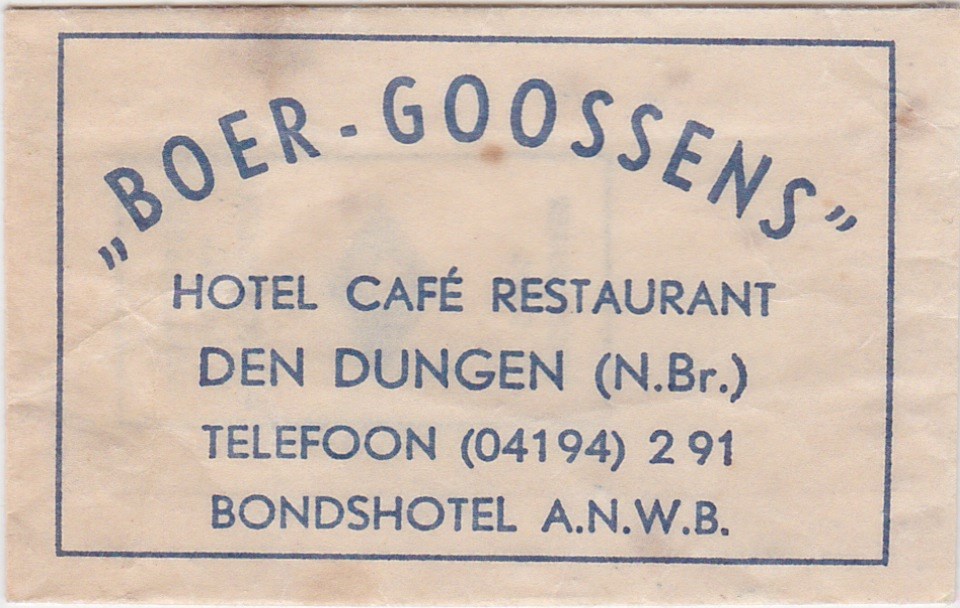 „BOER-GOOSSENS”
HOTEL CAFÉ RESTAURANT
DEN DUNGEN (N.Br.)
TELEFOON (04194) 2 91
BONDSHOTEL A.N.W.B.